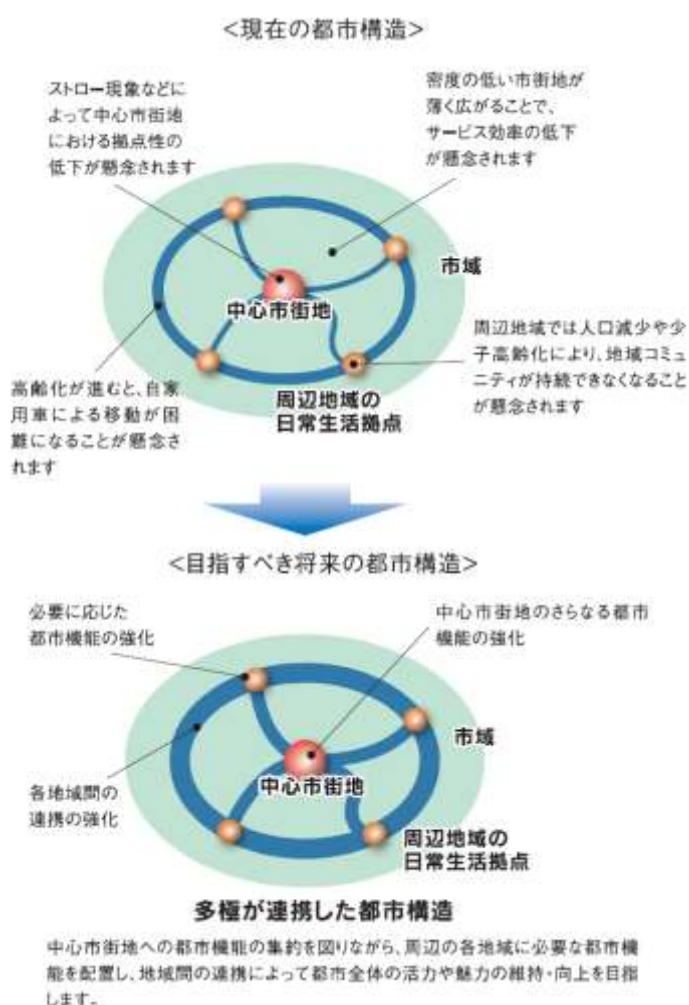 ＜現在の都市構造＞
ストロー現象などに
よって中心市街地
における拠点性の
低下が懸念されます
密度の低い市街地が
薄く広がることで、
サービス効率の低下
が懸念されます
市域
中心市街地
周辺地域では人口減少や少
子高齢化により、地域コミュ
ニティが持続できなくなること
が懸念されます
高齢化が進むと、自家
用車による移動が困
難になることが懸念さ
れます
周辺地域の
日常生活拠点
＜目指すべき将来の都市構造＞
必要に応じた
都市機能の強化
中心市街地のさらなる都市
機能の強化
市域
中心市街地
各地域間の
連携の強化
周辺地域の
日常生活拠点
多極が連携した都市構造
中心市街地への都市機能の集約を図りながら、周辺の各地域に必要な都市機
能を配置し、地域間の連携によって都市全体の活力や魅力の維持・向上を目指
します。